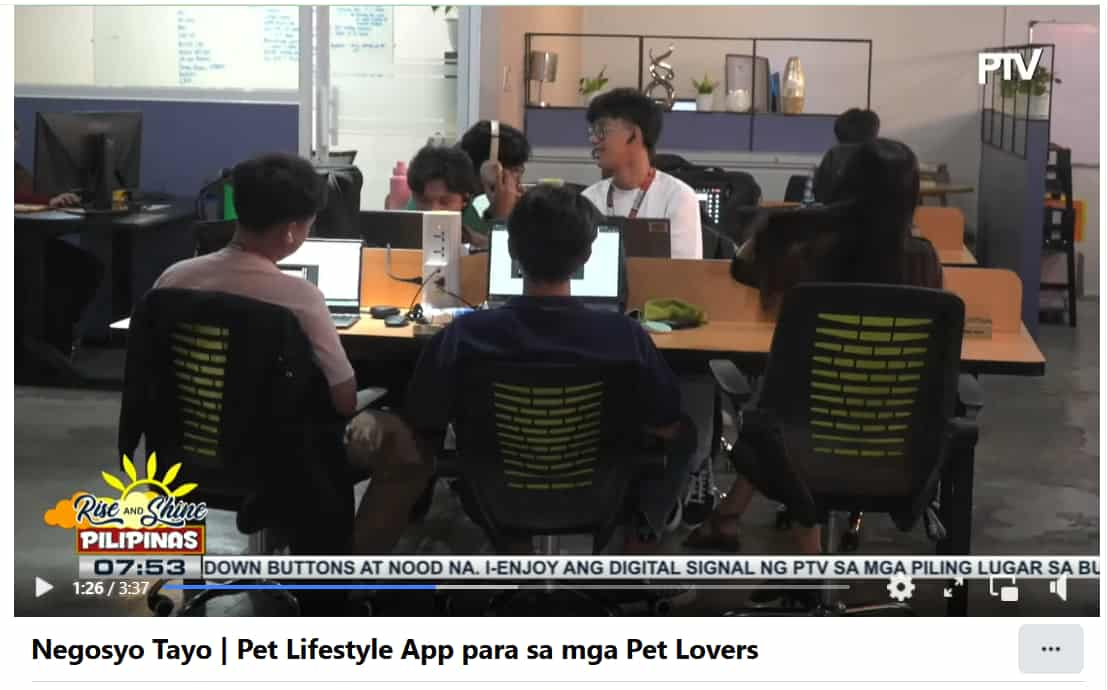 PTV
Rise AND Shine
PILIPINAS
07:53
DOWN BUTTONS AT NOOD NA. I-ENJOY ANG DIGITAL SIGNAL NG PTV SA MGA PILING LUGAR SA BU
1:26 / 3:37
Negosyo Tayo | Pet Lifestyle App para sa mga Pet Lovers